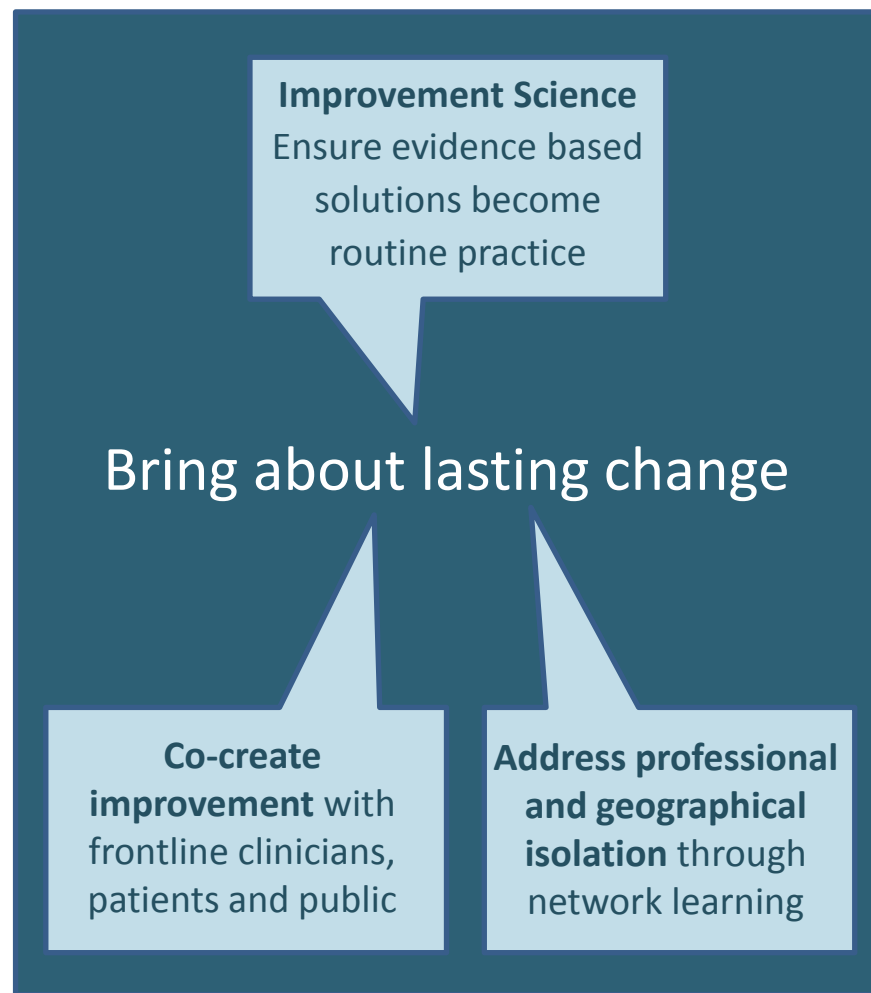 Improvement Science
Ensure evidence based
solutions become
routine practice
Bring about lasting change
Co-create
improvement with
frontline clinicians,
patients and public
Address professional
and geographical
isolation through
network learning